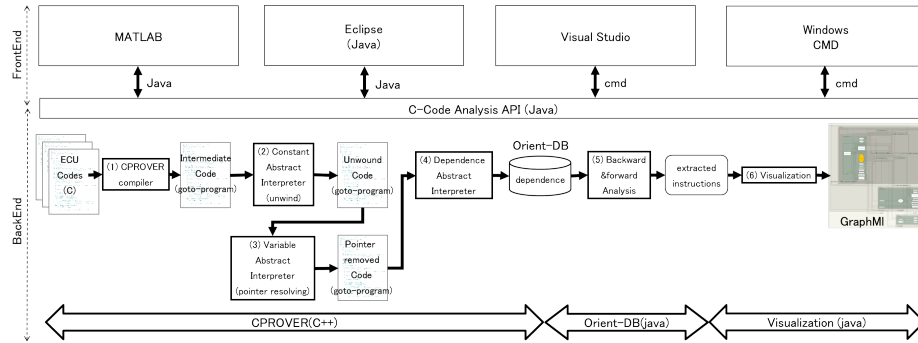 FrontEnd
MATLAB
Eclipse
(Java)
Visual Studio
Windows
CMD
Java
Java
cmd
cmd
C-Code Analysis API (Java)
BackEnd
ECU
Codes
(C)
(1) CPROVER
compiler
Intermediate
Code
(goto-program)
(2) Constant
Abstract
Interpreter
(unwind)
Unwound
Code
(goto-program)
(3) Variable
Abstract
Interpreter
(pointer resolving)
Pointer
removed
Code
(goto-program)
(4) Dependence
Abstract
Interpreter
Orient-DB
dependence
(5) Backward
&forward
Analysis
extracted
instructions
(6) Visualization
GraphMl
CPROVER(C++)
Orient-DB(java)
Visualization (java)